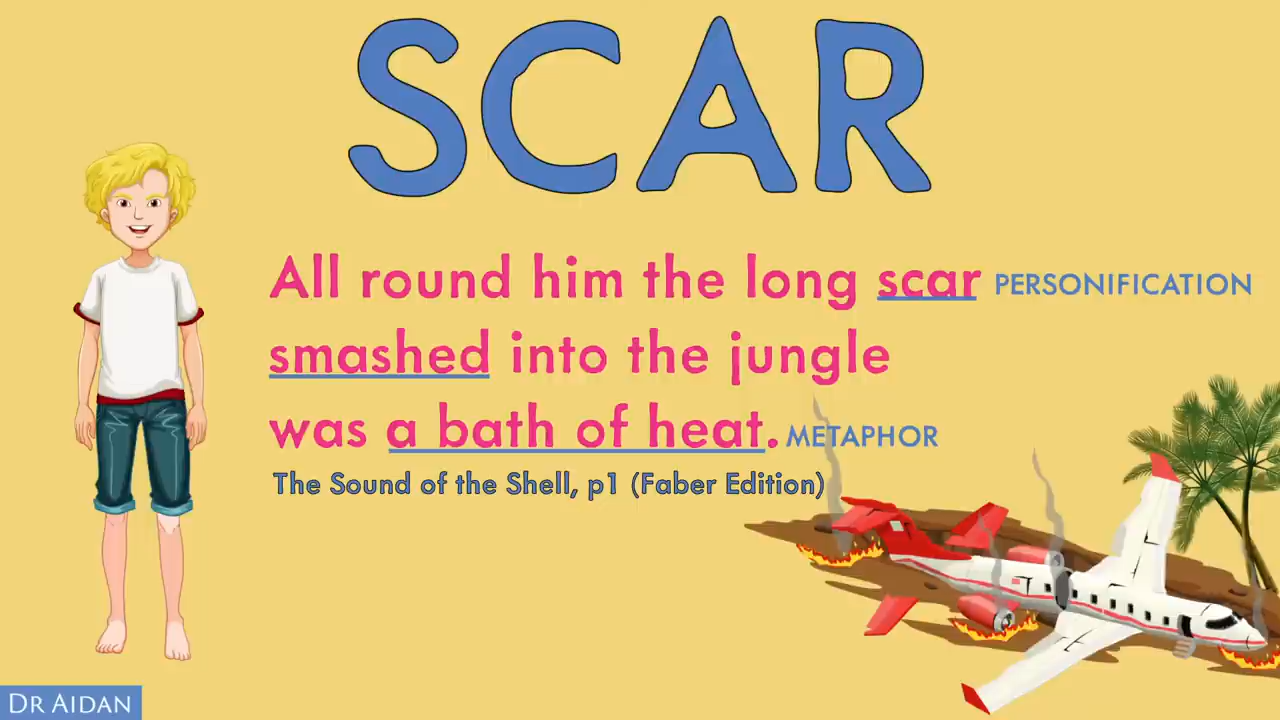 SCAR
All round him the long scar PERSONIFICATION
smashed into the jungle
was a bath of heat. METAPHOR
The Sound of the Shell, p1 (Faber Edition)
DR AIDAN